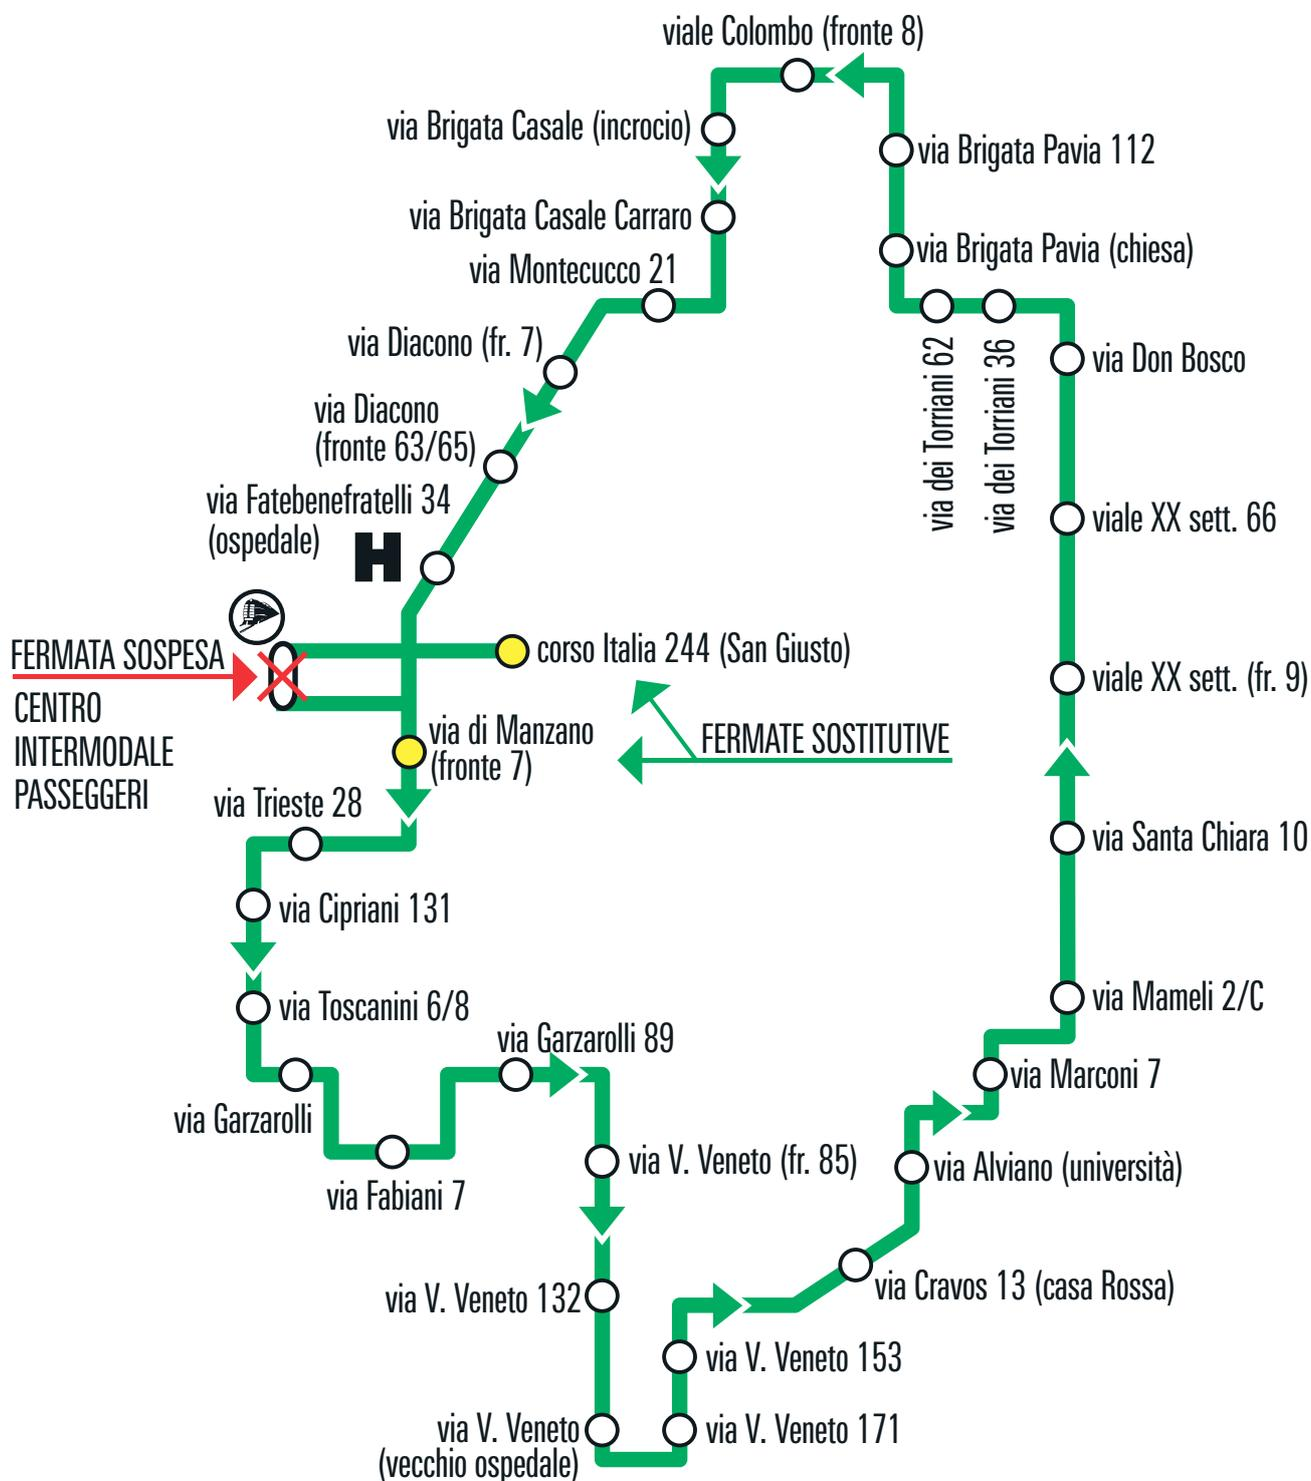 viale Colombo (fronte 8)
via Brigata Casale (incrocio)
via Brigata Pavia 112
via Brigata Casale Carraro
via Brigata Pavia (chiesa)
via Montecucco 21
via Diacono (fr. 7)
via dei Torriani 62
via dei Torriani 36
via Don Bosco
via Diacono
(fronte 63/65)
via Fatebenefratelli 34
(ospedale)
H
viale XX sett. 66
FERMATA SOSPESA
CENTRO
INTERMODALE
PASSEGGERI
corso Italia 244 (San Giusto)
viale XX sett. (fr. 9)
via di Manzano
(fronte 7)
FERMATE SOSTITUTIVE
via Trieste 28
via Santa Chiara 10
via Cipriani 131
via Toscanini 6/8
via Mameli 2/C
via Garzarolli 89
via Marconi 7
via Garzarolli
via Fabiani 7
via V. Veneto (fr. 85)
via Alviano (università)
via Cravos 13 (casa Rossa)
via V. Veneto 132
via V. Veneto 153
via V. Veneto
(vecchio ospedale)
via V. Veneto 171